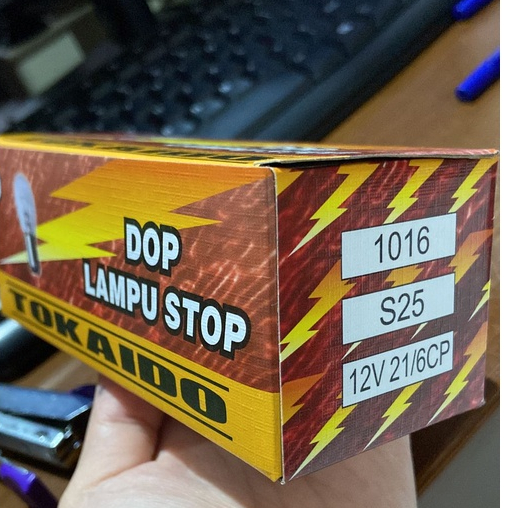 DOP
LAMPU STOP
TOKAIDO
1016
S25
12V 21/6CP